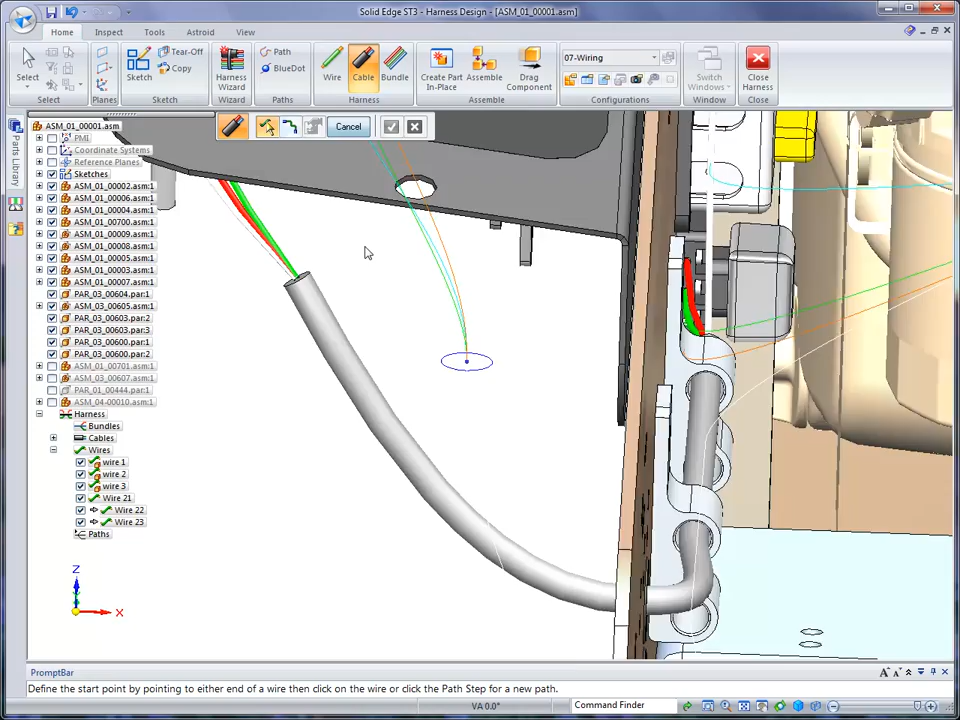 Solid Edge ST3 - Harness Design - [ASM_01_00001.asm]
Home Inspect Tools Astroid View
Select
Planes
Sketch
Tear-Off
Copy
Harness Wizard
Path
BlueDot
Wire
Cable
Bundle
Create Part In-Place
Assemble
Drag Component
07-Wiring
Switch Windows
Close Harness
Select Planes Sketch Wizard Paths Harness Assemble Configurations Window Close
Cancel
Parts Library
ASM_01_00001.asm
PMI
Coordinate Systems
Reference Planes
Sketches
ASM_01_00002.asm:1
ASM_01_00006.asm:1
ASM_01_00004.asm:1
ASM_01_00700.asm:1
ASM_01_00009.asm:1
ASM_01_00008.asm:1
ASM_01_00005.asm:1
ASM_01_00003.asm:1
ASM_01_00007.asm:1
PAR_03_00604.par:1
ASM_03_00605.asm:1
PAR_03_00603.par:2
PAR_03_00603.par:3
PAR_03_00600.par:1
PAR_03_00600.par:2
ASM_01_00701.asm:1
ASM_03_00607.asm:1
PAR_01_00444.par:1
ASM_04-00010.asm:1
Harness
Bundles
Cables
Wires
wire 1
wire 2
wire 3
Wire 21
Wire 22
Wire 23
Paths
Z
X
PromptBar
Define the start point by pointing to either end of a wire then click on the wire or click the Path Step for a new path.
VA 0.0° Command Finder